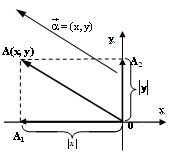 α⃗ = (x, y)
y
A(x, y)
A₂
|y|
0
x
A₁
|x|